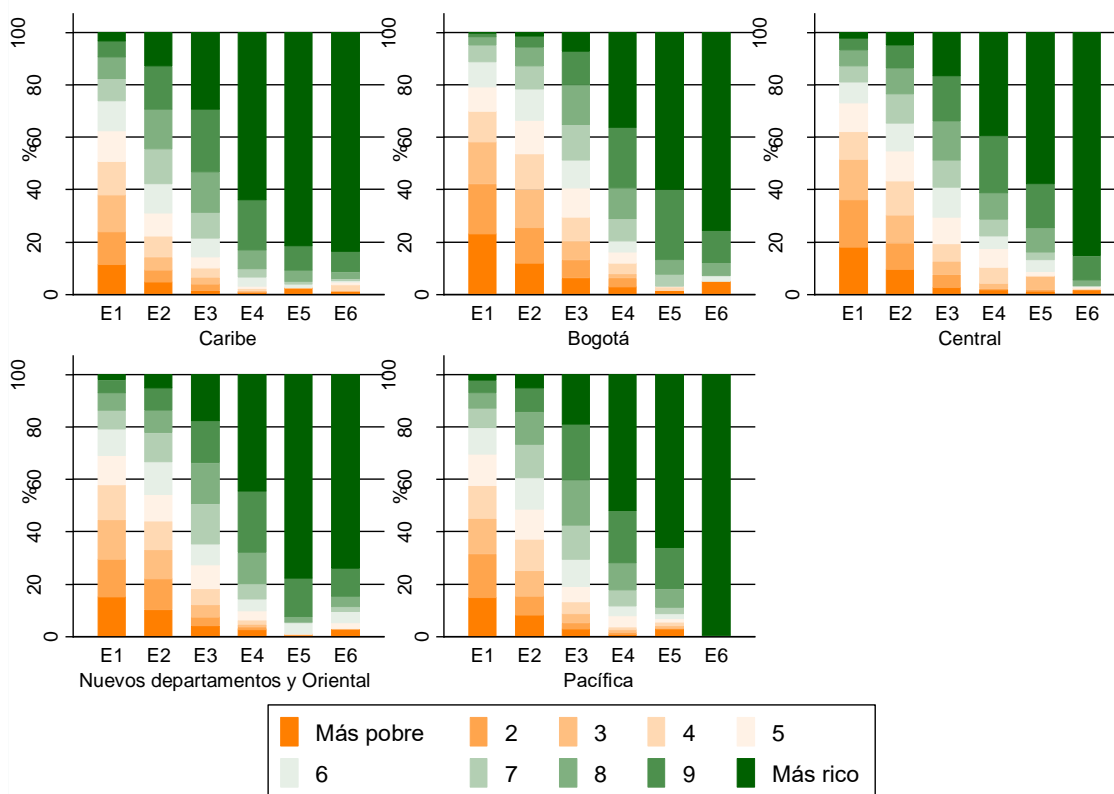 100
80
%60
40
20
0
E1 E2 E3 E4 E5 E6
Caribe
100
80
%60
40
20
0
E1 E2 E3 E4 E5 E6
Bogotá
100
80
%60
40
20
0
E1 E2 E3 E4 E5 E6
Central
100
80
%60
40
20
0
E1 E2 E3 E4 E5 E6
Nuevos departamentos y Oriental
100
80
%60
40
20
0
E1 E2 E3 E4 E5 E6
Pacífica
Más pobre 2 3 4 5
6 7 8 9 Más rico